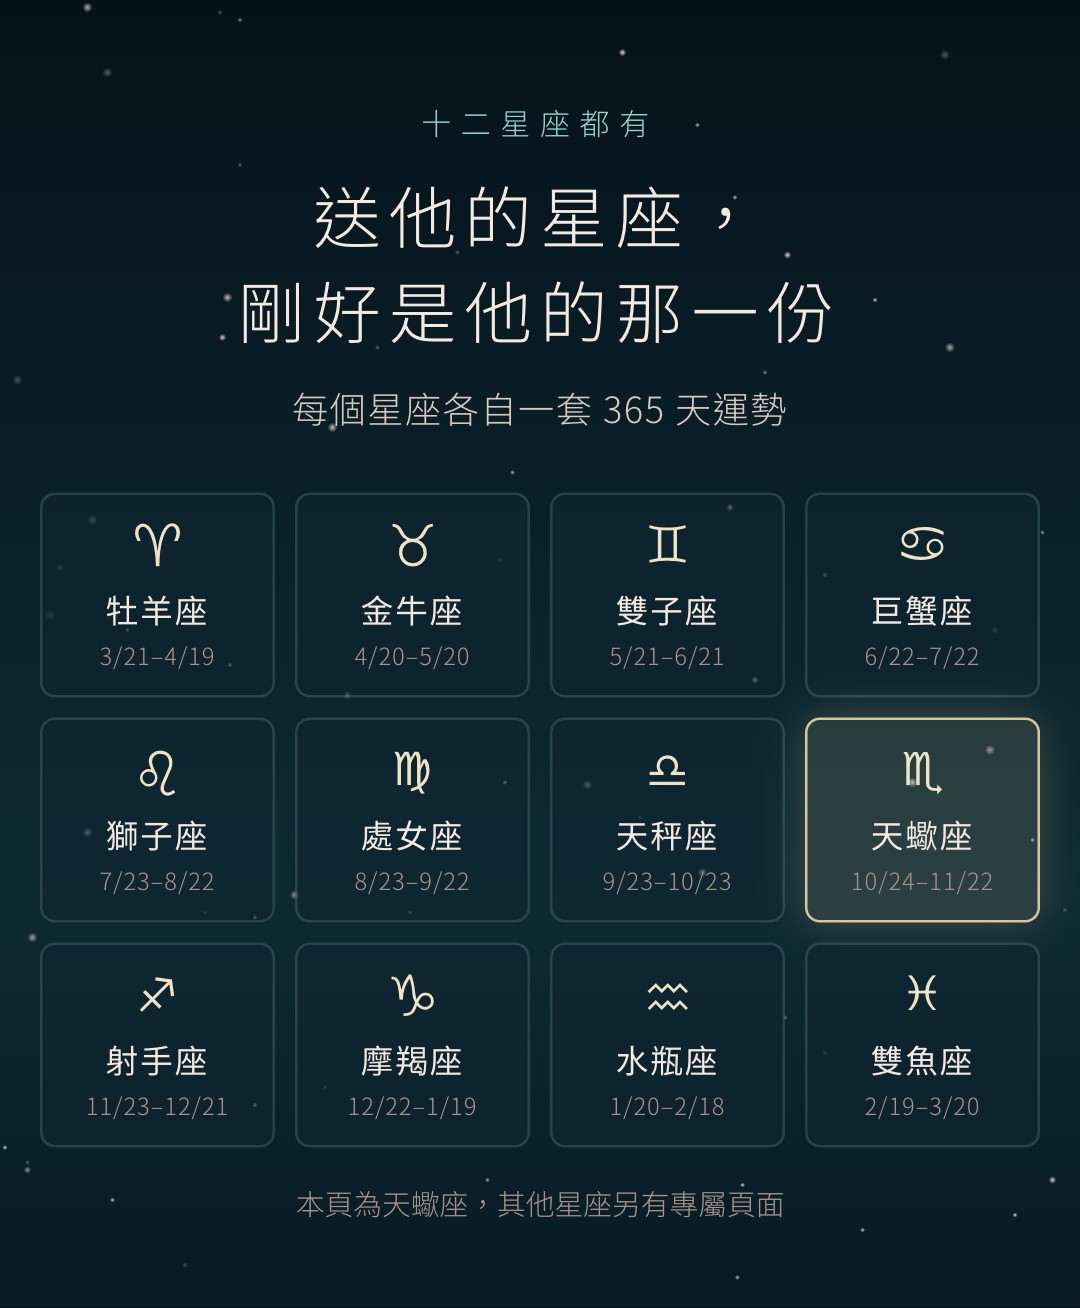 十二星座都有
送他的星座，
剛好是他的那一份
每個星座各自一套 365 天運勢
♈ ♉ ♊ ♋
牡羊座 金牛座 雙子座 巨蟹座
3/21–4/19 4/20–5/20 5/21–6/21 6/22–7/22
♌ ♍ ♎ ♏
獅子座 處女座 天秤座 天蠍座
7/23–8/22 8/23–9/22 9/23–10/23 10/24–11/22
♐ ♑ ♒ ♓
射手座 摩羯座 水瓶座 雙魚座
11/23–12/21 12/22–1/19 1/20–2/18 2/19–3/20
本頁為天蠍座，其他星座另有專屬頁面